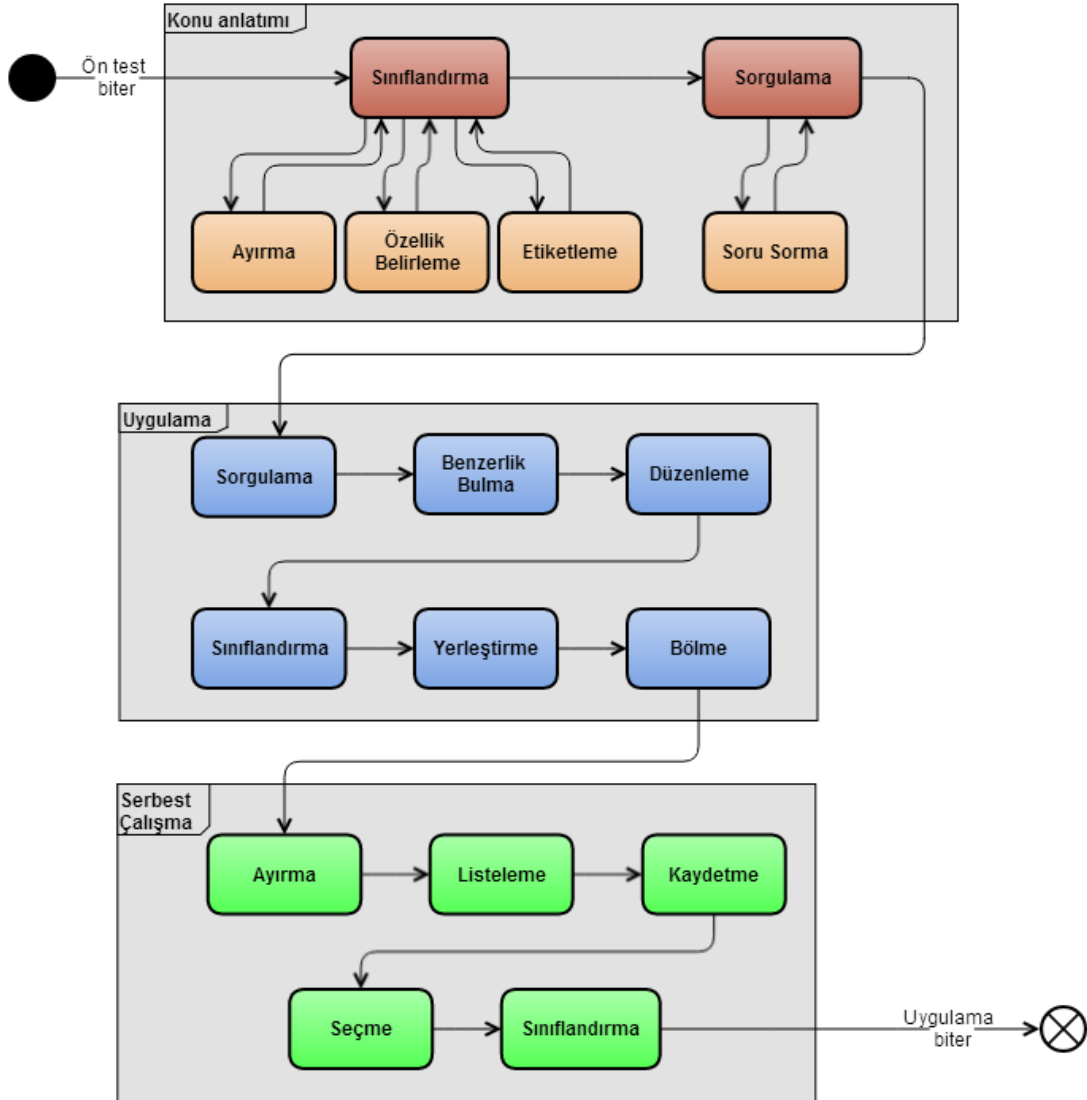 Konu anlatımı
Ön test
biter
Sınıflandırma
Sorgulama
Ayırma
Özellik
Belirleme
Etiketleme
Soru Sorma
Uygulama
Sorgulama
Benzerlik
Bulma
Düzenleme
Sınıflandırma
Yerleştirme
Bölme
Serbest
Çalışma
Ayırma
Listeleme
Kaydetme
Seçme
Sınıflandırma
Uygulama
biter